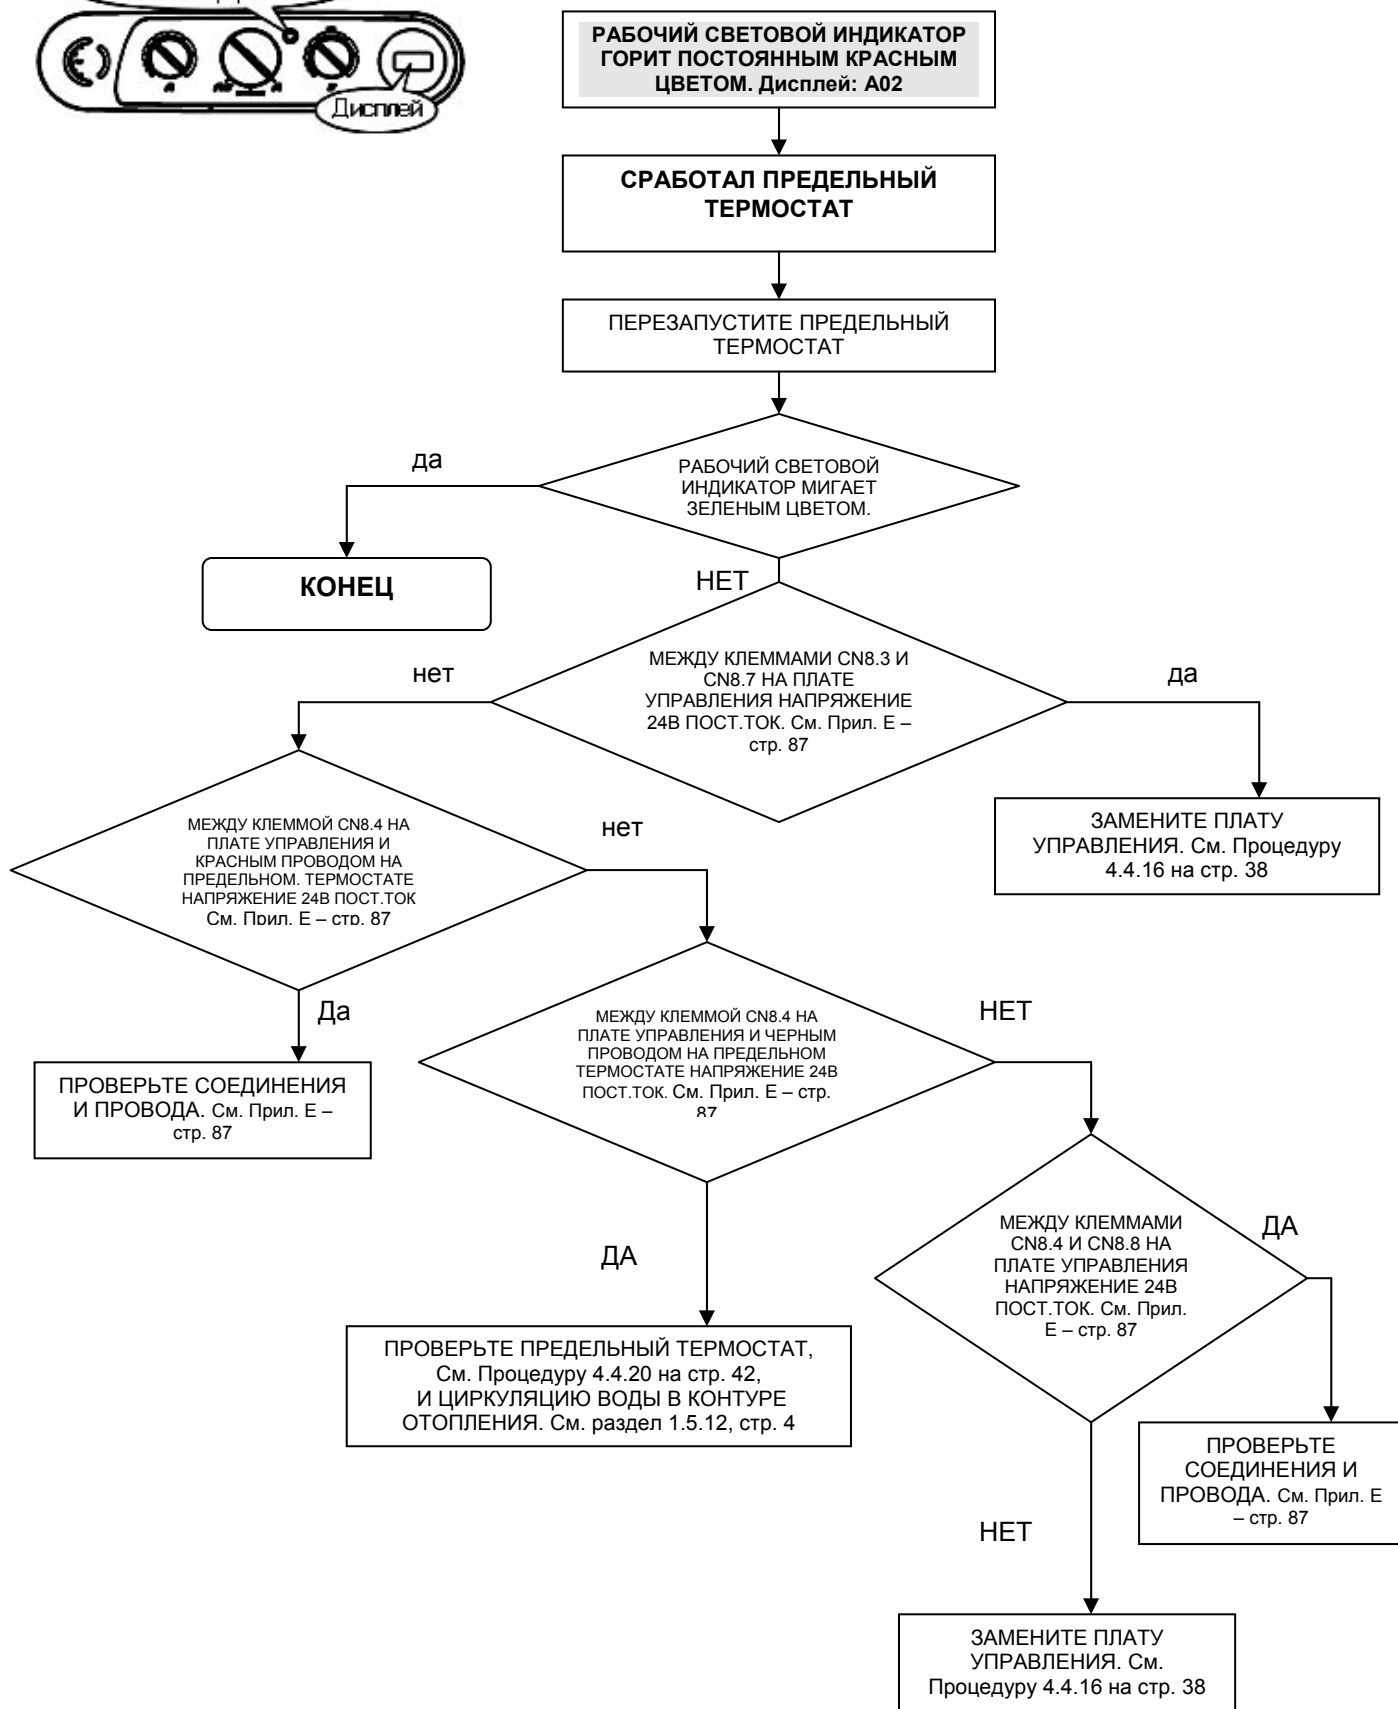 Дисплей
РАБОЧИЙ СВЕТОВОЙ ИНДИКАТОР
ГОРИТ ПОСТОЯННЫМ КРАСНЫМ
ЦВЕТОМ. Дисплей: A02
СРАБОТАЛ ПРЕДЕЛЬНЫЙ
ТЕРМОСТАТ
ПЕРЕЗАПУСТИТЕ ПРЕДЕЛЬНЫЙ
ТЕРМОСТАТ
да
РАБОЧИЙ СВЕТОВОЙ
ИНДИКАТОР МИГАЕТ
ЗЕЛЕНЫМ ЦВЕТОМ.
КОНЕЦ
НЕТ
нет
МЕЖДУ КЛЕММАМИ CN8.3 И
CN8.7 НА ПЛАТЕ
УПРАВЛЕНИЯ НАПРЯЖЕНИЕ
24В ПОСТ.ТОК. См. Прил. E –
стр. 87
да
ЗАМЕНИТЕ ПЛАТУ
УПРАВЛЕНИЯ. См. Процедуру
4.4.16 на стр. 38
МЕЖДУ КЛЕММОЙ CN8.4 НА
ПЛАТЕ УПРАВЛЕНИЯ И
КРАСНЫМ ПРОВОДОМ НА
ПРЕДЕЛЬНОМ. ТЕРМОСТАТЕ
НАПРЯЖЕНИЕ 24В ПОСТ.ТОК
См. Прил. E – стр. 87
нет
Да
ПРОВЕРЬТЕ СОЕДИНЕНИЯ
И ПРОВОДА. См. Прил. E –
стр. 87
МЕЖДУ КЛЕММОЙ CN8.4 НА
ПЛАТЕ УПРАВЛЕНИЯ И ЧЕРНЫМ
ПРОВОДОМ НА ПРЕДЕЛЬНОМ
ТЕРМОСТАТЕ НАПРЯЖЕНИЕ 24В
ПОСТ.ТОК. См. Прил. E – стр.
87
НЕТ
ДА
ПРОВЕРЬТЕ ПРЕДЕЛЬНЫЙ ТЕРМОСТАТ,
См. Процедуру 4.4.20 на стр. 42,
И ЦИРКУЛЯЦИЮ ВОДЫ В КОНТУРЕ
ОТОПЛЕНИЯ. См. раздел 1.5.12, стр. 4
МЕЖДУ КЛЕММАМИ
CN8.4 И CN8.8 НА
ПЛАТЕ УПРАВЛЕНИЯ
НАПРЯЖЕНИЕ 24В
ПОСТ.ТОК. См. Прил.
E – стр. 87
ДА
ПРОВЕРЬТЕ
СОЕДИНЕНИЯ И
ПРОВОДА. См. Прил. E
– стр. 87
НЕТ
ЗАМЕНИТЕ ПЛАТУ
УПРАВЛЕНИЯ. См.
Процедуру 4.4.16 на стр. 38